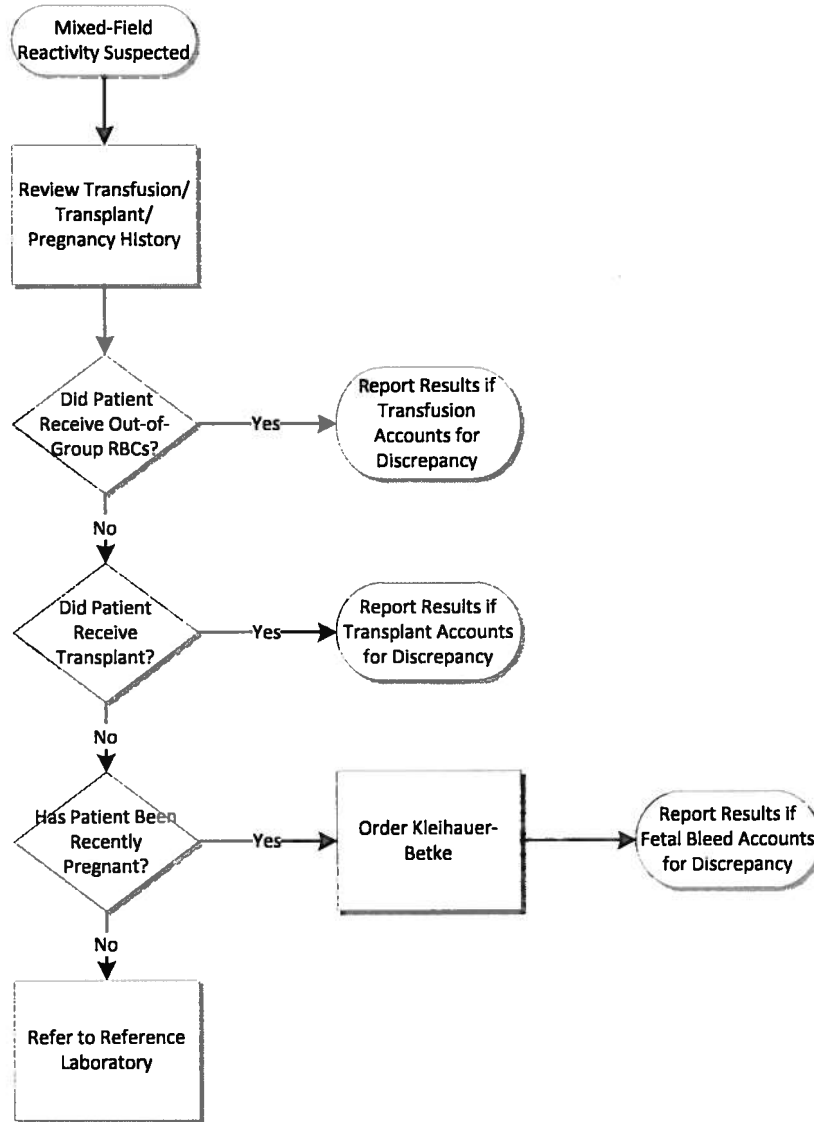 Mixed-Field
Reactivity Suspected
Review Transfusion/
Transplant/
Pregnancy History
Did Patient
Receive Out-of-
Group RBCs?
Yes
Report Results if
Transfusion
Accounts for
Discrepancy
No
Did Patient
Receive
Transplant?
Yes
Report Results if
Transplant Accounts
for Discrepancy
No
Has Patient Been
Recently
Pregnant?
Yes
Order Kleihauer-
Betke
Report Results if
Fetal Bleed Accounts
for Discrepancy
No
Refer to Reference
Laboratory